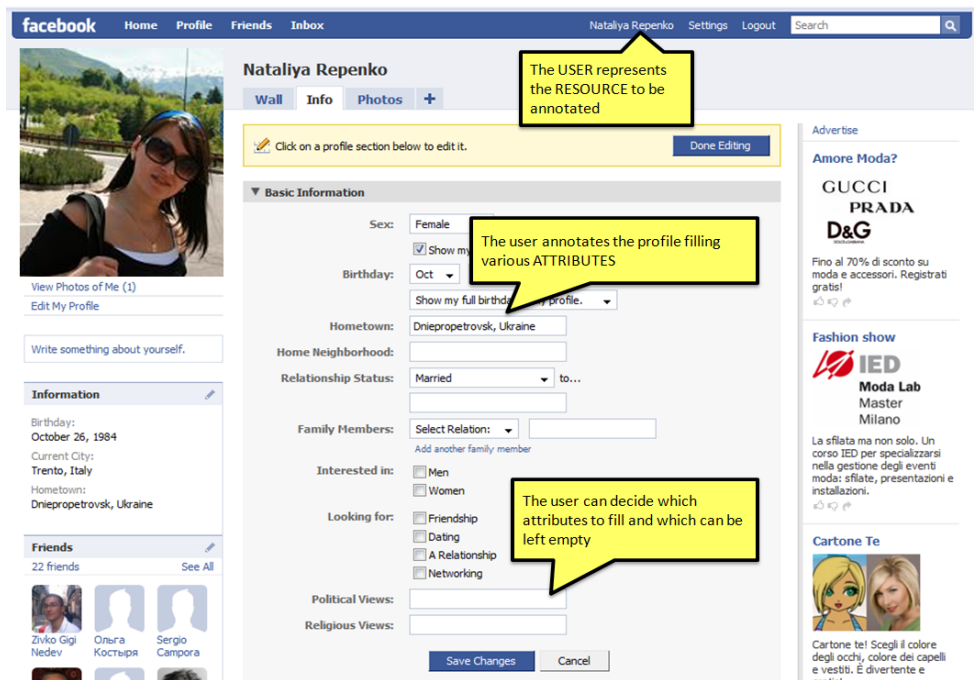 facebook Home Profile Friends Inbox Nataliya Repenko Settings Logout Search
Nataliya Repenko
Wall Info Photos +
The USER represents
the RESOURCE to be
annotated
Click on a profile section below to edit it. Done Editing
Basic Information
Sex: Female
Show my
The user annotates the profile filling
various ATTRIBUTES
Birthday: Oct
Show my full birthd y profile.
Hometown: Dniepropetrovsk, Ukraine
Home Neighborhood:
Relationship Status: Married to...
Family Members: Select Relation:
Add another family member
Interested in: Men
Women
Looking for: Friendship
Dating
A Relationship
Networking
The user can decide which
attributes to fill and which can be
left empty
Political Views:
Religious Views:
Save Changes Cancel
View Photos of Me (1)
Edit My Profile
Write something about yourself.
Information
Birthday:
October 26, 1984
Current City:
Trento, Italy
Hometown:
Dniepropetrovsk, Ukraine
Friends
22 friends See All
Zivko Gigi
Nedev
Ольга
Костыря
Sergio
Campora
Advertise
Amore Moda?
GUCCI
PRADA
D&G
DOLCE&GABBANA
Fino al 70% di sconto su
moda e accessori. Registrati
gratis!
Fashion show
IED
Moda Lab
Master
Milano
La sfilata ma non solo. Un
corso IED per specializzarsi
nella gestione degli eventi
moda: sfilate, presentazioni e
installazioni.
Cartone Te
Cartone te! Scegli il colore
degli occhi, colore dei capelli
e vestiti. È divertente e